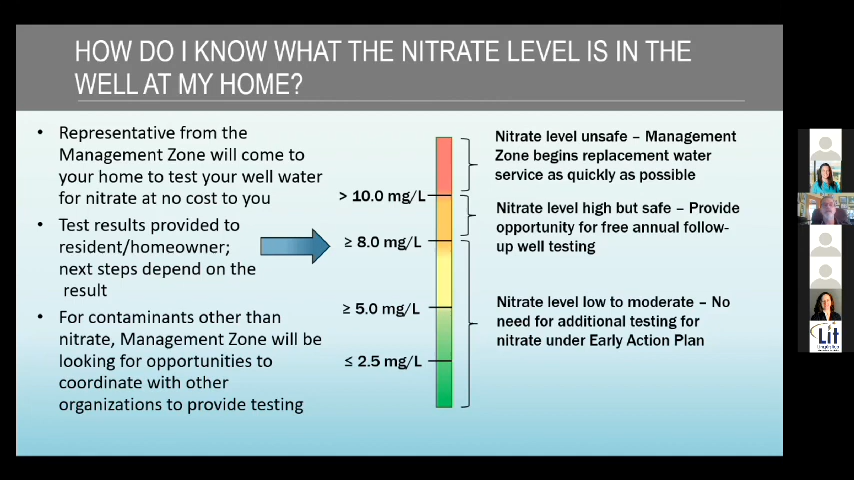 HOW DO I KNOW WHAT THE NITRATE LEVEL IS IN THE
WELL AT MY HOME?
• Representative from the
Management Zone will come to
your home to test your well water
for nitrate at no cost to you
• Test results provided to
resident/homeowner;
next steps depend on the
result
• For contaminants other than
nitrate, Management Zone will be
looking for opportunities to
coordinate with other
organizations to provide testing
> 10.0 mg/L
≥ 8.0 mg/L
≥ 5.0 mg/L
≤ 2.5 mg/L
Nitrate level unsafe – Management
Zone begins replacement water
service as quickly as possible
Nitrate level high but safe – Provide
opportunity for free annual follow-
up well testing
Nitrate level low to moderate – No
need for additional testing for
nitrate under Early Action Plan
Lit